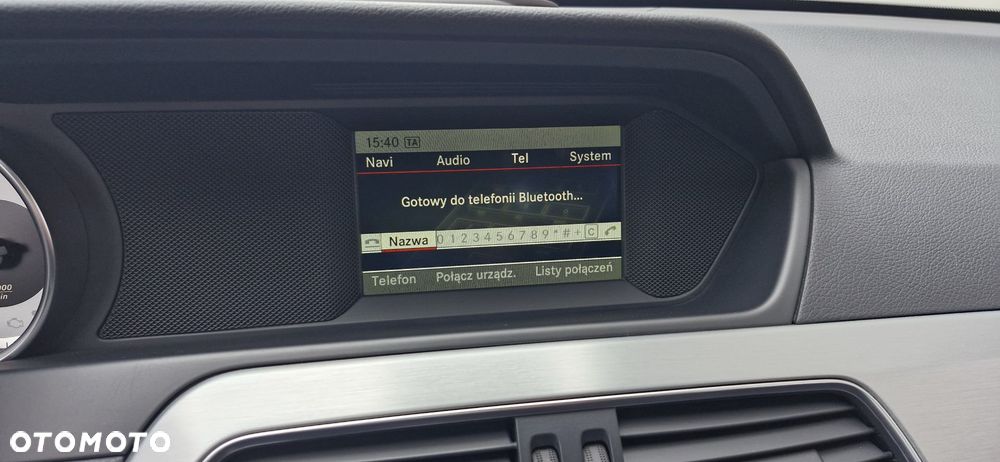 15:40 TA
Navi Audio Tel System
Gotowy do telefonii Bluetooth...
Nazwa 0 1 2 3 4 5 6 7 8 9 * # + C
Telefon Połącz urządz. Listy połączeń
OTOMOTO